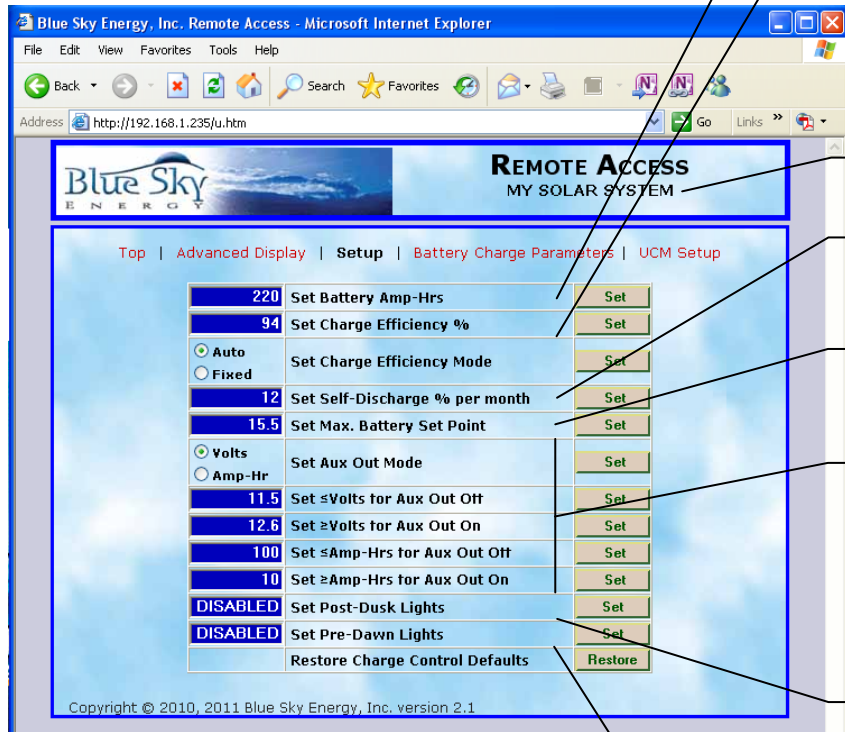 Blue Sky Energy, Inc. Remote Access - Microsoft Internet Explorer
File Edit View Favorites Tools Help
Back Search Favorites
Address http://192.168.1.235/u.htm Go Links »
Blue Sky
ENERGY
REMOTE ACCESS
MY SOLAR SYSTEM
Top | Advanced Display | Setup | Battery Charge Parameters | UCM Setup
220 Set Battery Amp-Hrs Set
94 Set Charge Efficiency % Set
Auto
Fixed
Set Charge Efficiency Mode Set
12 Set Self-Discharge % per month Set
15.5 Set Max. Battery Set Point Set
Volts
Amp-Hr
Set Aux Out Mode Set
11.5 Set ≤Volts for Aux Out Off Set
12.6 Set ≥Volts for Aux Out On Set
100 Set ≤Amp-Hrs for Aux Out Off Set
10 Set ≥Amp-Hrs for Aux Out On Set
DISABLED Set Post-Dusk Lights Set
DISABLED Set Pre-Dawn Lights Set
Restore Charge Control Defaults Restore
Copyright © 2010, 2011 Blue Sky Energy, Inc. version 2.1